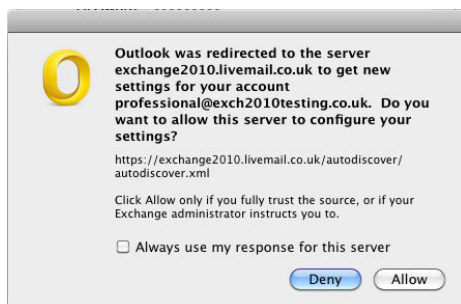 Outlook was redirected to the server
exchange2010.livemail.co.uk to get new
settings for your account
professional@exch2010testing.co.uk. Do you
want to allow this server to configure your
settings?
https://exchange2010.livemail.co.uk/autodiscover/
autodiscover.xml
Click Allow only if you fully trust the source, or if your
Exchange administrator instructs you to.
Always use my response for this server
Deny Allow